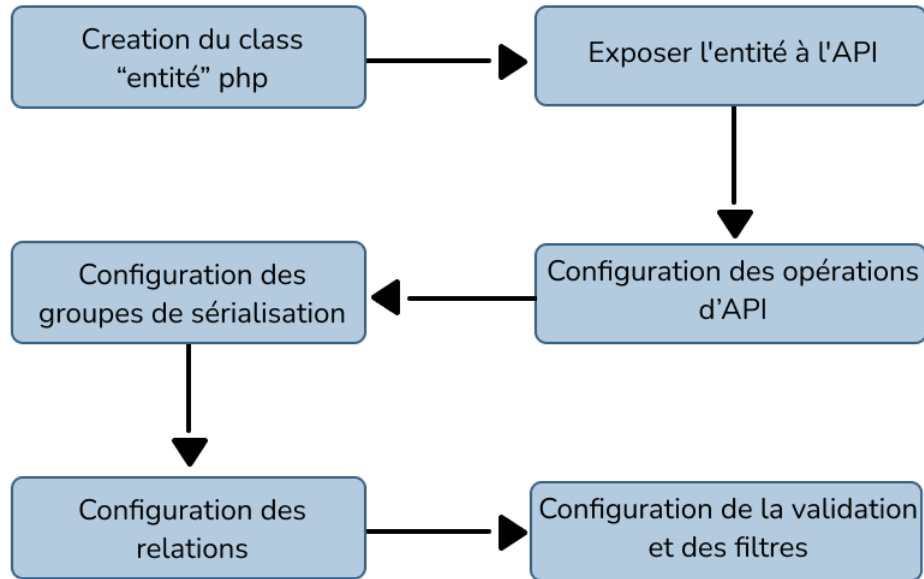 Creation du class
“entité” php
Exposer l'entité à l'API
Configuration des opérations
d’API
Configuration des
groupes de sérialisation
Configuration des
relations
Configuration de la validation
et des filtres